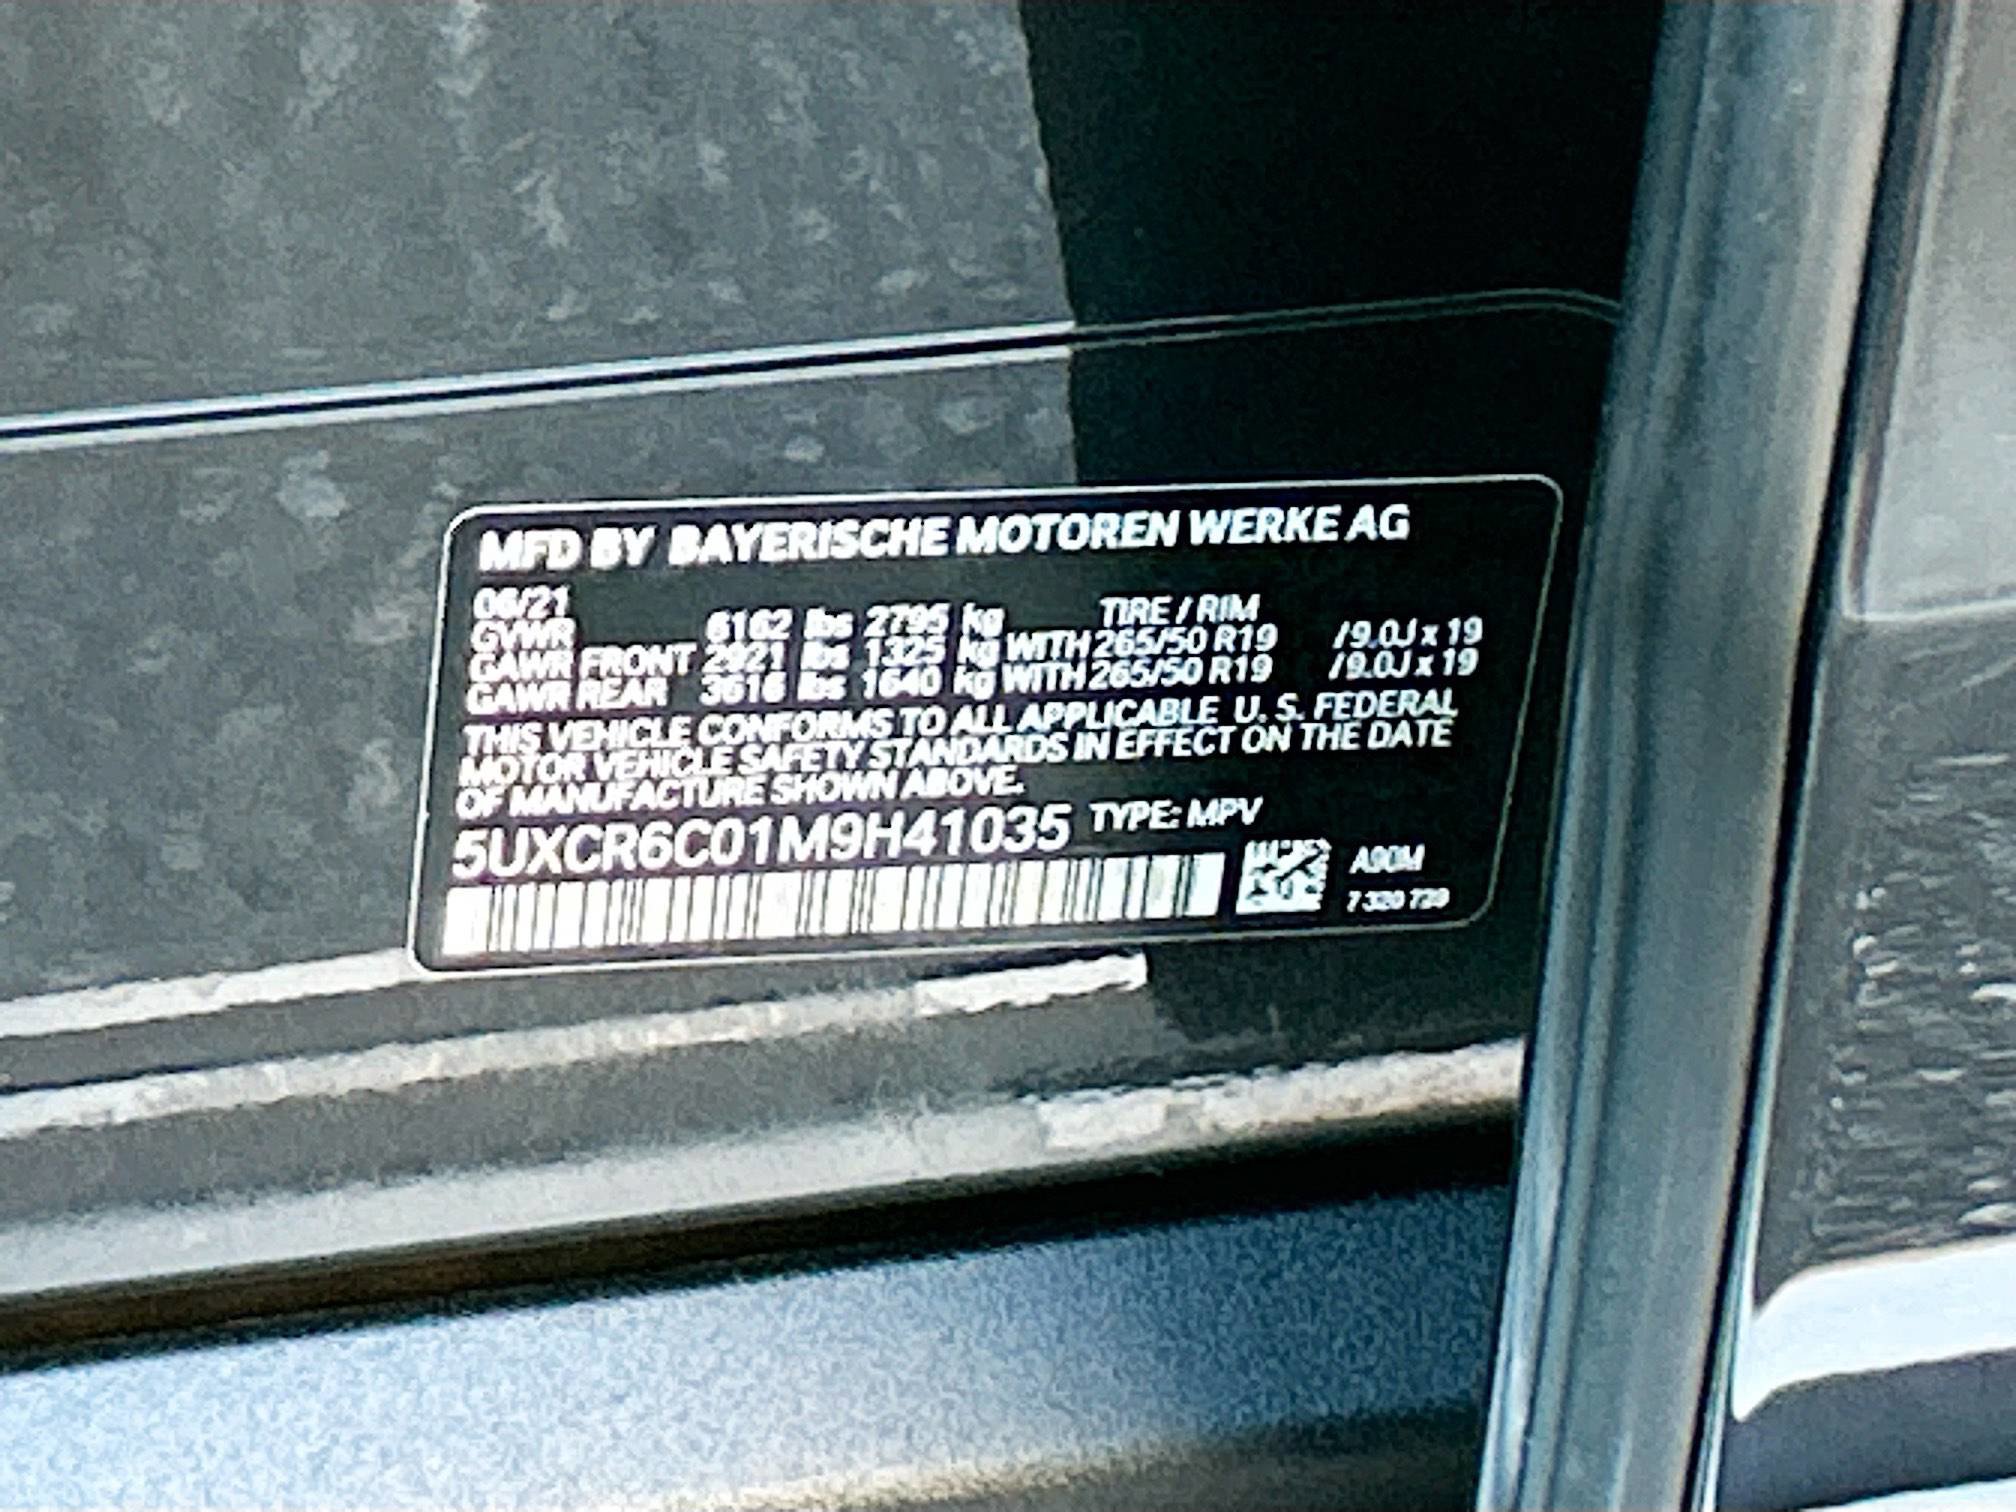 MFD BY BAYERISCHE MOTOREN WERKE AG
06/21 TIRE / RIM
GVWR 6162 lbs 2795 kg
GAWR FRONT 2921 lbs 1325 kg WITH 265/50 R19 / 9.0J x 19
GAWR REAR 3616 lbs 1640 kg WITH 265/50 R19 / 9.0J x 19
THIS VEHICLE CONFORMS TO ALL APPLICABLE U. S. FEDERAL
MOTOR VEHICLE SAFETY STANDARDS IN EFFECT ON THE DATE
OF MANUFACTURE SHOWN ABOVE.
5UXCR6C01M9H41035 TYPE: MPV
A90M